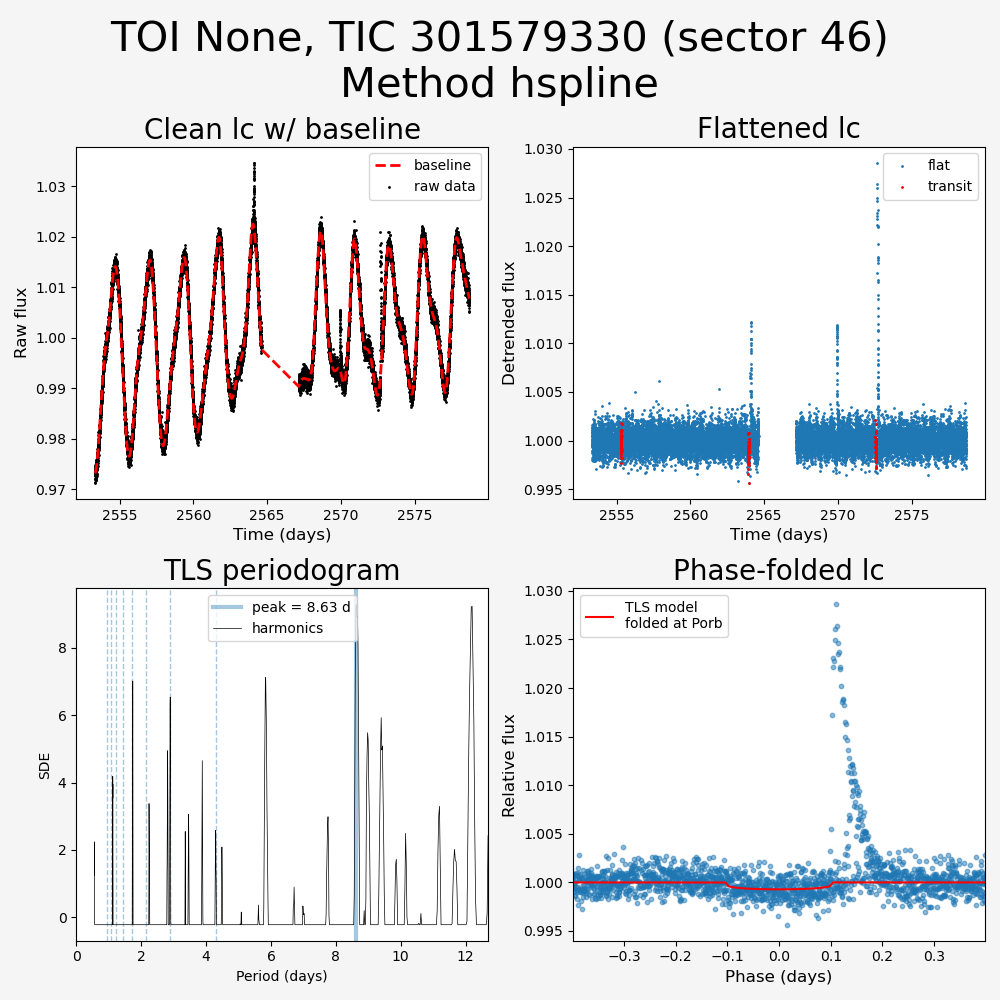 TOI None, TIC 301579330 (sector 46)
Method hspline
Clean lc w/ baseline
baseline
raw data
1.03
1.02
1.01
1.00
0.99
0.98
0.97
Raw flux
2555
2560
2565
2570
2575
Time (days)
Flattened lc
flat
transit
1.030
1.025
1.020
1.015
1.010
1.005
1.000
0.995
Detrended flux
2555
2560
2565
2570
2575
Time (days)
TLS periodogram
peak = 8.63 d
harmonics
8
6
4
2
0
SDE
0
2
4
6
8
10
12
Period (days)
Phase-folded lc
TLS model
folded at Porb
1.030
1.025
1.020
1.015
1.010
1.005
1.000
0.995
Relative flux
−0.3
−0.2
−0.1
0.0
0.1
0.2
0.3
Phase (days)